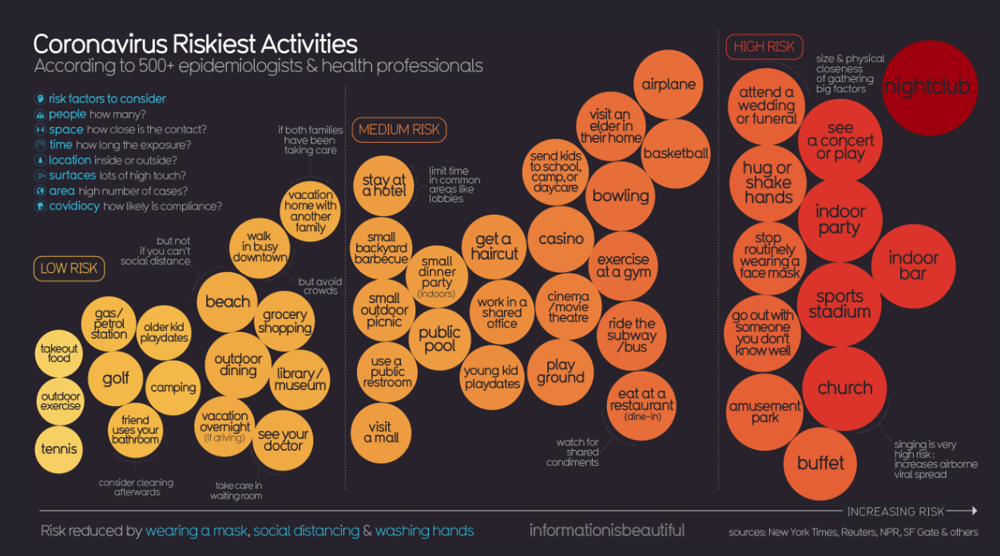 Coronavirus Riskiest Activities
According to 500+ epidemiologists & health professionals
risk factors to consider
people how many?
space how close is the contact?
time how long the exposure?
location inside or outside?
surfaces lots of high touch?
area high number of cases?
covidiocy how likely is compliance?
LOW RISK
takeout
food
outdoor
exercise
tennis
gas/
petrol
station
golf
friend
uses your
bathroom
consider cleaning
afterwards
older kid
playdates
camping
but not
if you can't
social distance
beach
outdoor
dining
vacation
overnight
(if driving)
walk
in busy
downtown
but avoid
crowds
grocery
shopping
library/
museum
see your
doctor
take care in
waiting room
if both families
have been
taking care
vacation
home with
another
family
MEDIUM RISK
stay at
a hotel
limit time
in common
areas like
lobbies
small
backyard
barbecue
small
outdoor
picnic
use a
public
restroom
visit
a mall
small
dinner
party
(indoors)
public
pool
get a
haircut
work in a
shared
office
young kid
playdates
send kids
to school,
camp, or
daycare
casino
cinema
/movie
theatre
play
ground
visit an
elder in
their home
bowling
exercise
at a gym
ride the
subway
/bus
eat at a
restaurant
(dine-in)
watch for
shared
condiments
airplane
basketball
HIGH RISK
attend a
wedding
or funeral
size & physical
closeness
of gathering
big factors
hug or
shake
hands
stop
routinely
wearing a
face mask
go out with
someone
you don't
know well
amusement
park
buffet
see
a concert
or play
indoor
party
sports
stadium
church
singing is very
high risk :
increases airborne
viral spread
nightclub
indoor
bar
INCREASING RISK
Risk reduced by wearing a mask, social distancing & washing hands
informationisbeautiful
sources: New York Times, Reuters, NPR, SF Gate & others